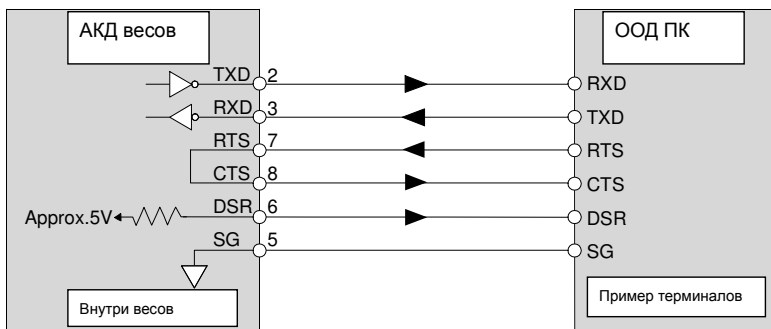 АКД весов
ООД ПК
TXD 2 RXD
RXD 3 TXD
RTS 7 RTS
CTS 8 CTS
Approx.5V DSR 6 DSR
SG 5 SG
Внутри весов
Пример терминалов